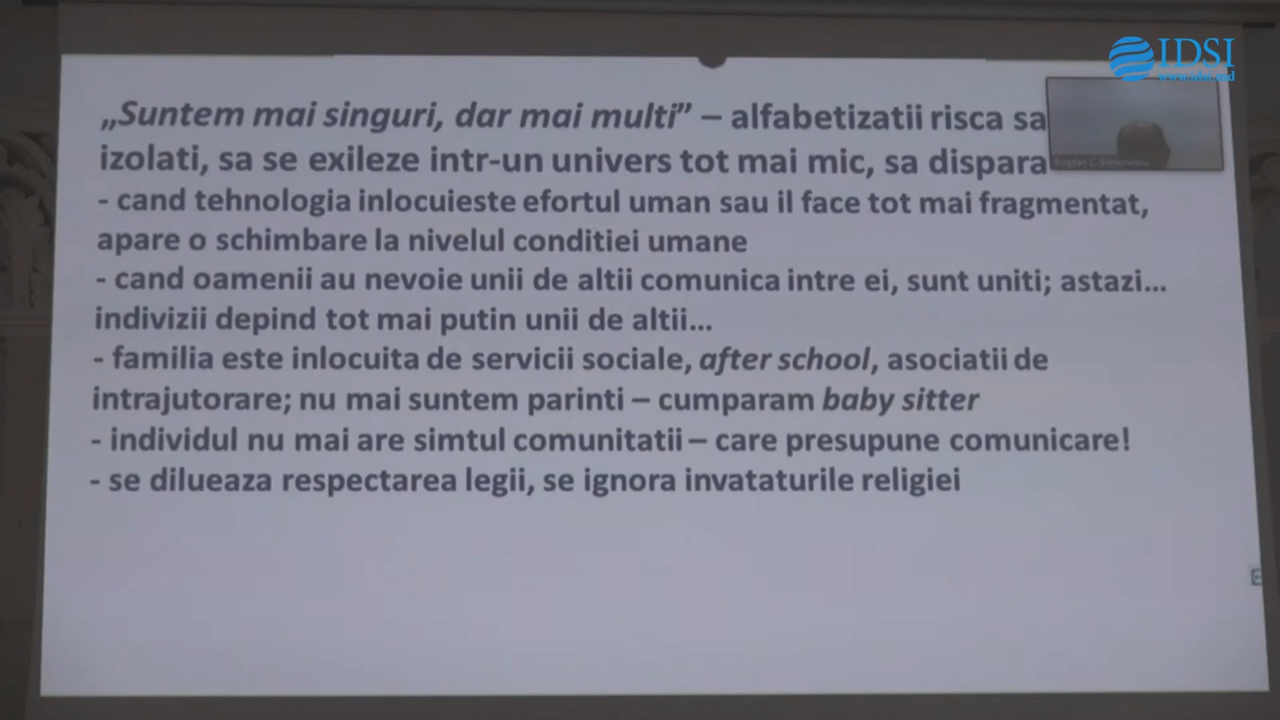 IDSI
www.idsi.md
„Suntem mai singuri, dar mai multi” – alfabetizatii risca sa
izolati, sa se exileze intr-un univers tot mai mic, sa dispara
- cand tehnologia inlocuieste efortul uman sau il face tot mai fragmentat,
apare o schimbare la nivelul conditiei umane
- cand oamenii au nevoie unii de altii comunica intre ei, sunt uniti; astazi...
indivizii depind tot mai putin unii de altii...
- familia este inlocuita de servicii sociale, after school, asociatii de
intrajutorare; nu mai suntem parinti – cumparam baby sitter
- individul nu mai are simtul comunitatii – care presupune comunicare!
- se dilueaza respectarea legii, se ignora invataturile religiei